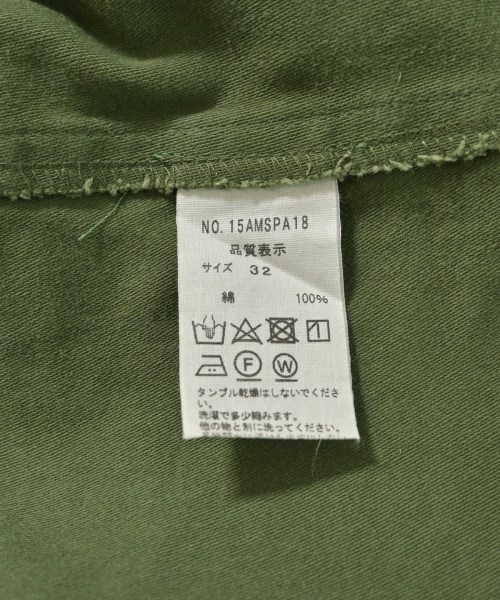 NO. 15AMSPA18
品質表示
サイズ 32
綿 100%
F W
タンブル乾燥はしないでくださ
い。
洗濯で多少縮みます。
他の物と別に洗ってください。